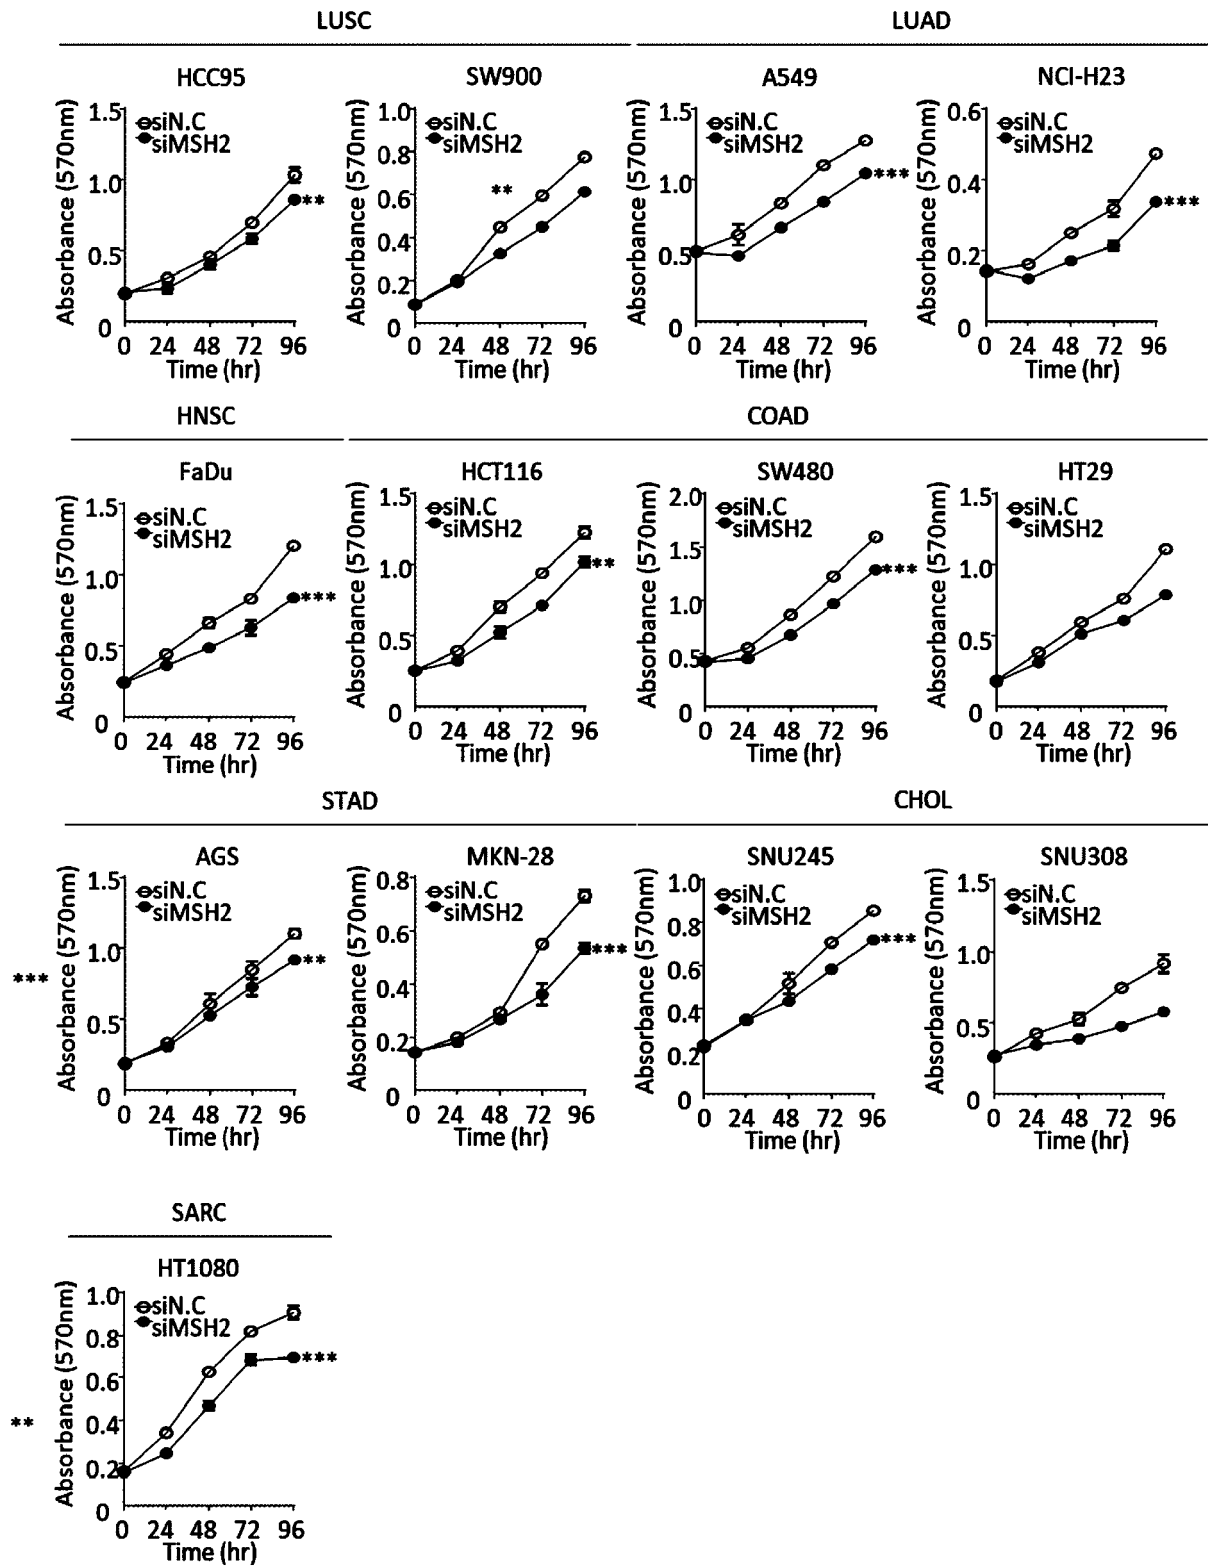 LUSC LUAD
HCC95 SW900 A549 NCI-H23
Absorbance (570nm)
1.5
1.0
0.5
0
siN.C
siMSH2
**
0 24 48 72 96
Time (hr)
Absorbance (570nm)
1.0
0.8
0.6
0.4
0.2
0
siN.C
siMSH2
**
0 24 48 72 96
Time (hr)
Absorbance (570nm)
1.5
1.0
0.5
0
siN.C
siMSH2
***
0 24 48 72 96
Time (hr)
Absorbance (570nm)
0.6
0.4
0.2
0
siN.C
siMSH2
***
0 24 48 72 96
Time (hr)
HNSC COAD
FaDu HCT116 SW480 HT29
Absorbance (570nm)
1.5
1.0
0.5
0
siN.C
siMSH2
***
0 24 48 72 96
Time (hr)
Absorbance (570nm)
1.5
1.0
0.5
0
siN.C
siMSH2
**
0 24 48 72 96
Time (hr)
Absorbance (570nm)
2.0
1.5
1.0
0.5
0
siN.C
siMSH2
***
0 24 48 72 96
Time (hr)
Absorbance (570nm)
1.5
1.0
0.5
0
siN.C
siMSH2
0 24 48 72 96
Time (hr)
STAD CHOL
AGS MKN-28 SNU245 SNU308
***
Absorbance (570nm)
1.5
1.0
0.5
0
siN.C
siMSH2
**
0 24 48 72 96
Time (hr)
Absorbance (570nm)
0.8
0.6
0.4
0.2
0
siN.C
siMSH2
***
0 24 48 72 96
Time (hr)
Absorbance (570nm)
1.0
0.8
0.6
0.4
0.2
0
siN.C
siMSH2
***
0 24 48 72 96
Time (hr)
Absorbance (570nm)
1.5
1.0
0.5
0
siN.C
siMSH2
0 24 48 72 96
Time (hr)
SARC
HT1080
**
Absorbance (570nm)
1.0
0.8
0.6
0.4
0.2
0
siN.C
siMSH2
***
0 24 48 72 96
Time (hr)